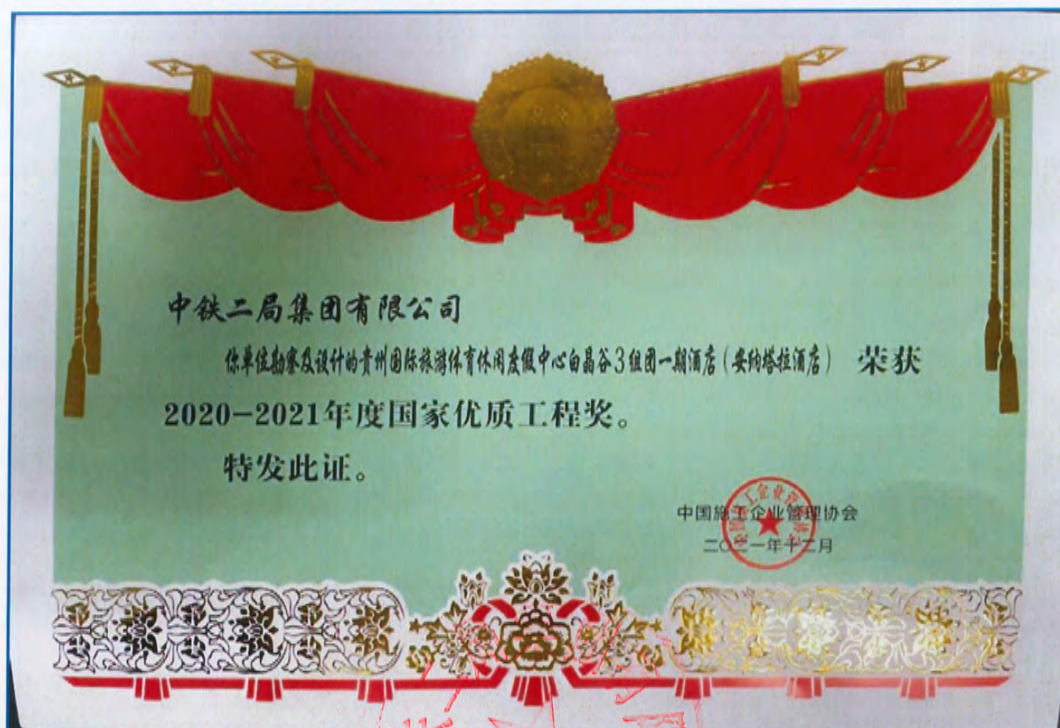 中铁二局集团有限公司
你单位勘察及设计的贵州国际旅游体育休闲度假中心白晶谷3组团一期酒店（安纳塔拉酒店） 荣获
2020-2021年度国家优质工程奖。
特发此证。
中国施工企业管理协会
二〇二一年十二月